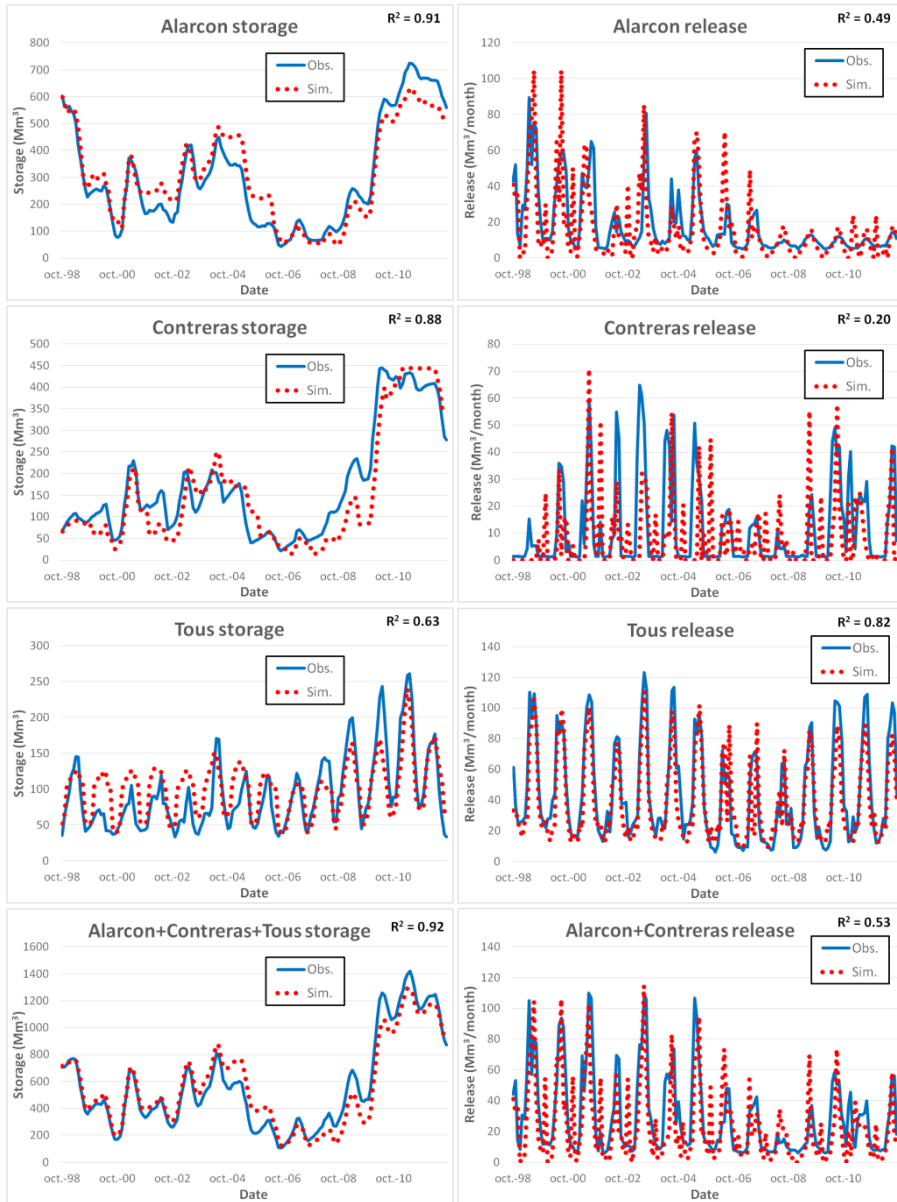 Alarcon storage
R² = 0.91
Obs.
Sim.
Storage (Mm³)
800
700
600
500
400
300
200
100
0
oct.-98 oct.-00 oct.-02 oct.-04 oct.-06 oct.-08 oct.-10
Date
Alarcon release
R² = 0.49
Obs.
Sim.
Release (Mm³/month)
120
100
80
60
40
20
0
oct.-98 oct.-00 oct.-02 oct.-04 oct.-06 oct.-08 oct.-10
Date
Contreras storage
R² = 0.88
Obs.
Sim.
Storage (Mm³)
500
450
400
350
300
250
200
150
100
50
0
oct.-98 oct.-00 oct.-02 oct.-04 oct.-06 oct.-08 oct.-10
Date
Contreras release
R² = 0.20
Obs.
Sim.
Release (Mm³/month)
80
70
60
50
40
30
20
10
0
oct.-98 oct.-00 oct.-02 oct.-04 oct.-06 oct.-08 oct.-10
Date
Tous storage
R² = 0.63
Obs.
Sim.
Storage (Mm³)
300
250
200
150
100
50
0
oct.-98 oct.-00 oct.-02 oct.-04 oct.-06 oct.-08 oct.-10
Date
Tous release
R² = 0.82
Obs.
Sim.
Release (Mm³/month)
140
120
100
80
60
40
20
0
oct.-98 oct.-00 oct.-02 oct.-04 oct.-06 oct.-08 oct.-10
Date
Alarcon+Contreras+Tous storage
R² = 0.92
Obs.
Sim.
Storage (Mm³)
1600
1400
1200
1000
800
600
400
200
0
oct.-98 oct.-00 oct.-02 oct.-04 oct.-06 oct.-08 oct.-10
Date
Alarcon+Contreras release
R² = 0.53
Obs.
Sim.
Release (Mm³/month)
140
120
100
80
60
40
20
0
oct.-98 oct.-00 oct.-02 oct.-04 oct.-06 oct.-08 oct.-10
Date